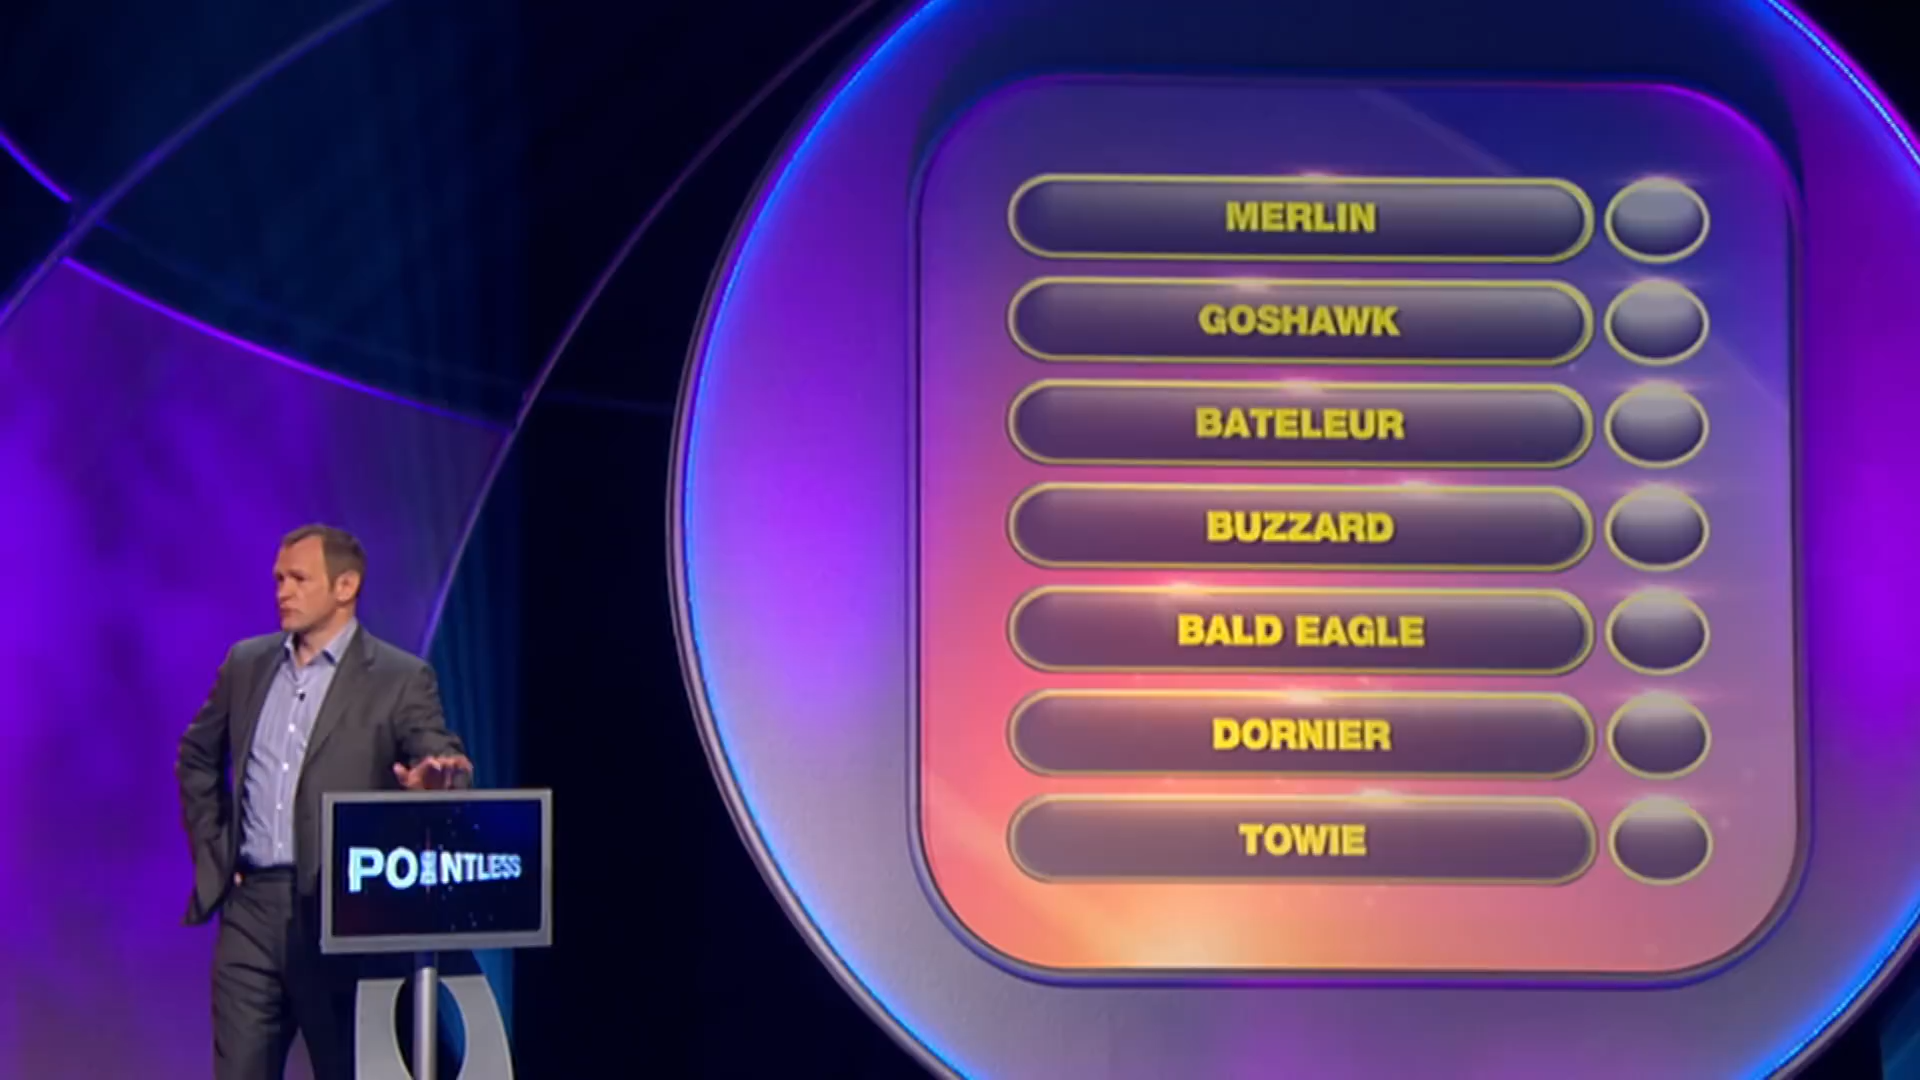 MERLIN
GOSHAWK
BATELEUR
BUZZARD
BALD EAGLE
DORNIER
TOWIE
POINTLESS